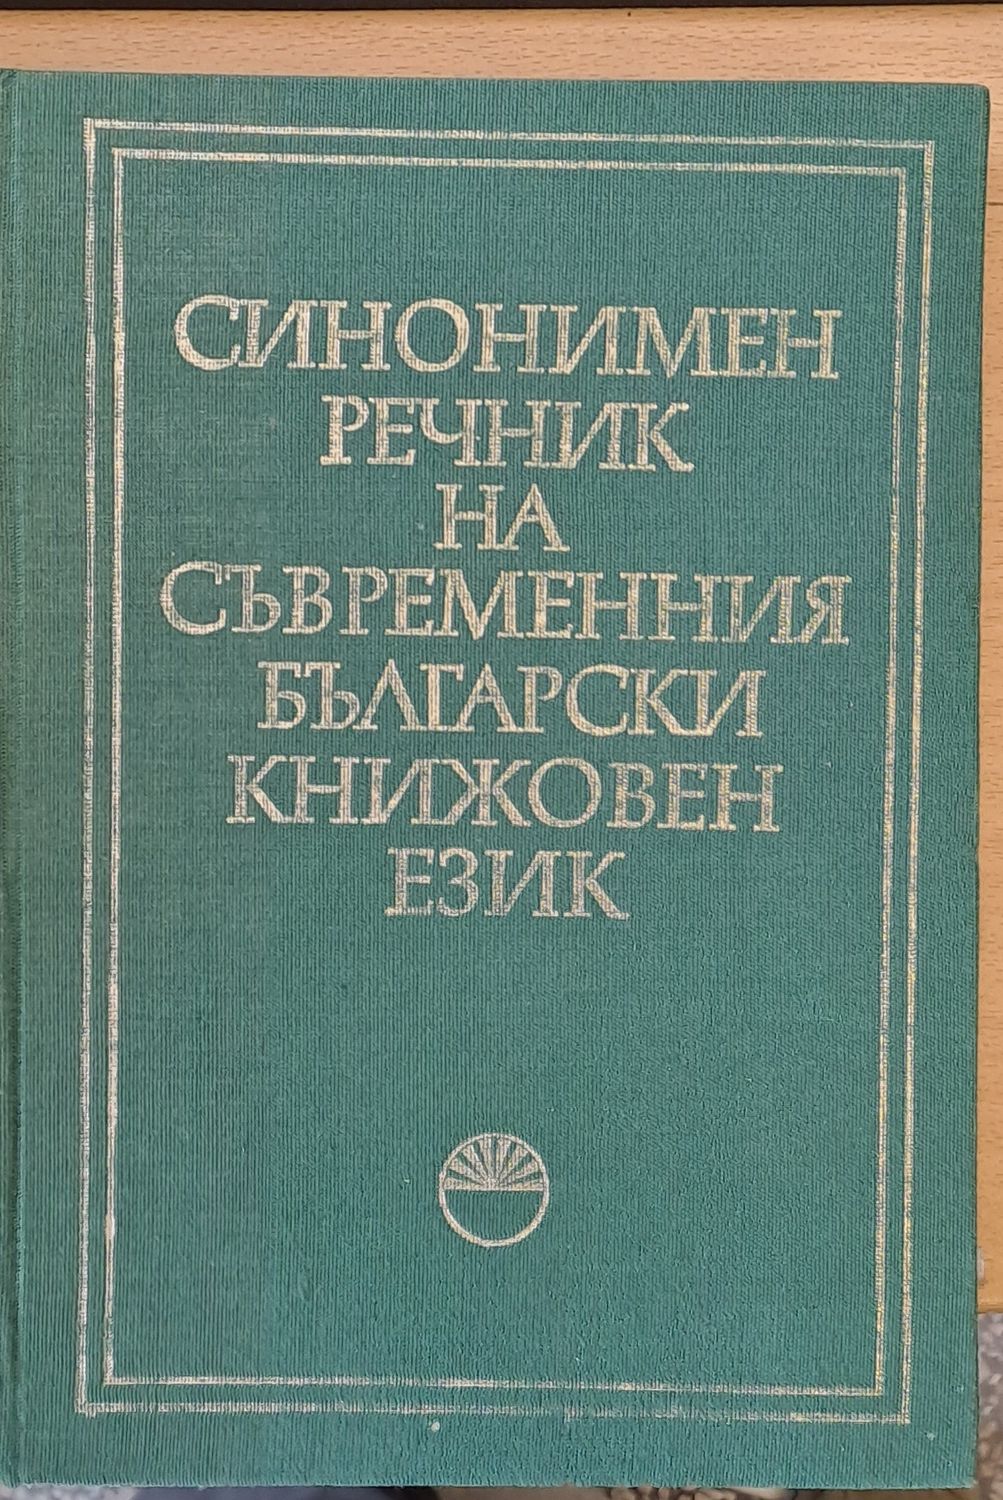 СИНОНИМЕН
РЕЧНИК
НА
СЪВРЕМЕННИЯ
БЪЛГАРСКИ
КНИЖОВЕН
ЕЗИК